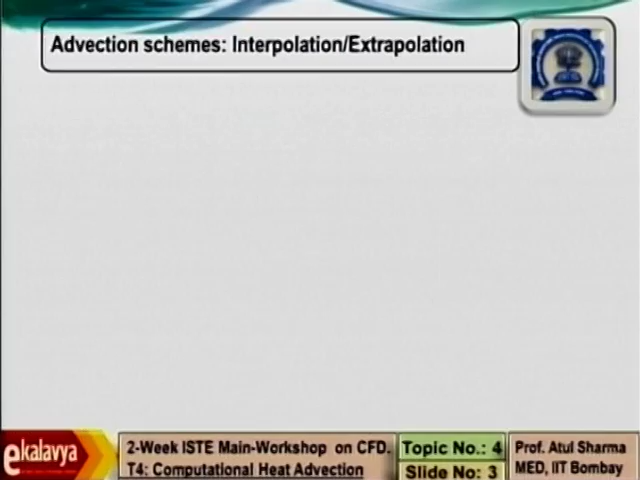 Advection schemes: Interpolation/Extrapolation
ekalavya
2-Week ISTE Main-Workshop on CFD.
T4: Computational Heat Advection
Topic No.: 4
Slide No: 3
Prof. Atul Sharma
MED, IIT Bombay